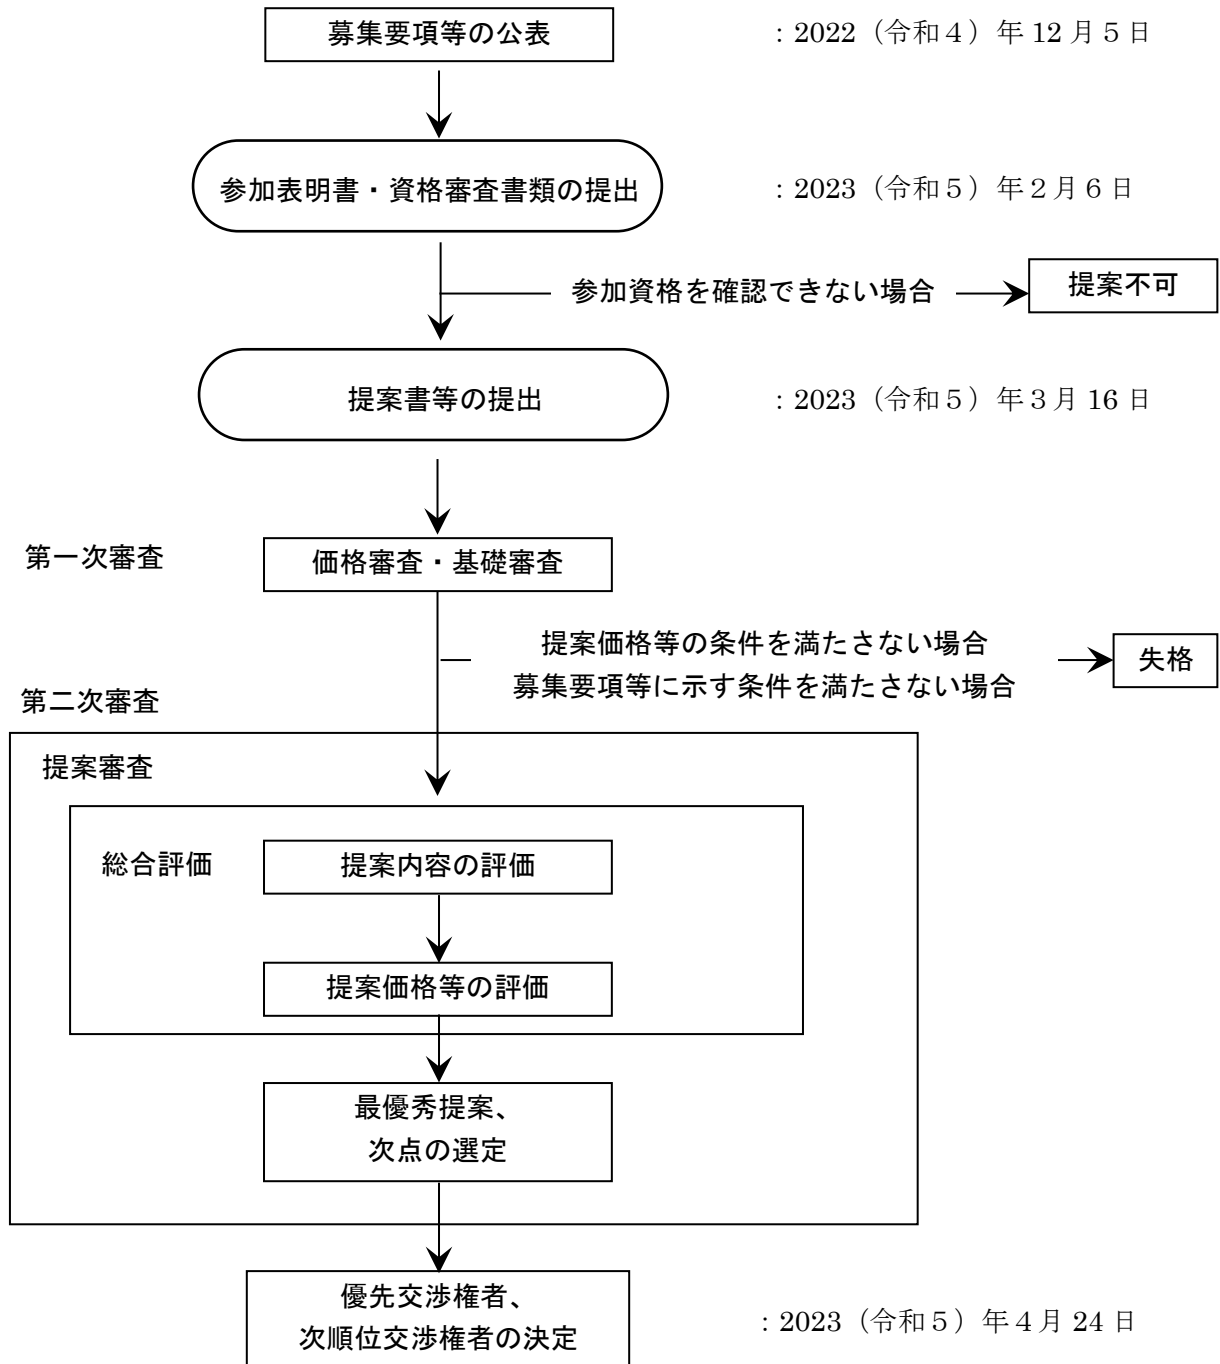 募集要項等の公表
：2022（令和４）年 12 月５日
参加表明書・資格審査書類の提出
：2023（令和５）年２月６日
参加資格を確認できない場合
提案不可
提案書等の提出
：2023（令和５）年３月 16 日
第一次審査
価格審査・基礎審査
提案価格等の条件を満たさない場合
募集要項等に示す条件を満たさない場合
失格
第二次審査
提案審査
総合評価
提案内容の評価
提案価格等の評価
最優秀提案、
次点の選定
優先交渉権者、
次順位交渉権者の決定
：2023（令和５）年４月 24 日